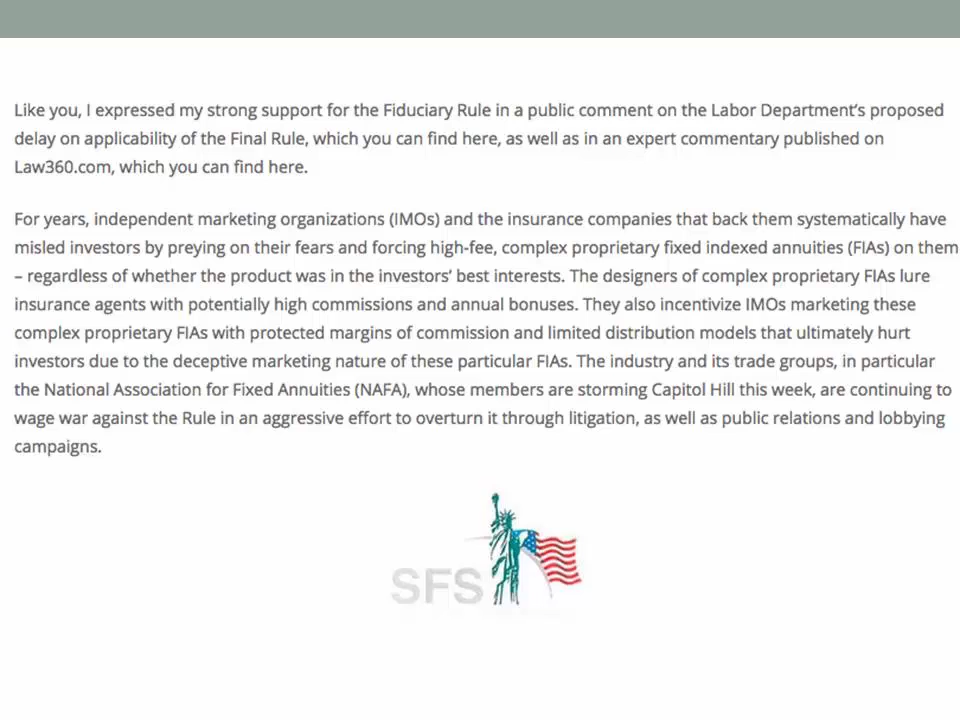 Like you, I expressed my strong support for the Fiduciary Rule in a public comment on the Labor Department's proposed
delay on applicability of the Final Rule, which you can find here, as well as in an expert commentary published on
Law360.com, which you can find here.
For years, independent marketing organizations (IMOs) and the insurance companies that back them systematically have
misled investors by preying on their fears and forcing high-fee, complex proprietary fixed indexed annuities (FIAs) on them
– regardless of whether the product was in the investors' best interests. The designers of complex proprietary FIAs lure
insurance agents with potentially high commissions and annual bonuses. They also incentivize IMOs marketing these
complex proprietary FIAs with protected margins of commission and limited distribution models that ultimately hurt
investors due to the deceptive marketing nature of these particular FIAs. The industry and its trade groups, in particular
the National Association for Fixed Annuities (NAFA), whose members are storming Capitol Hill this week, are continuing to
wage war against the Rule in an aggressive effort to overturn it through litigation, as well as public relations and lobbying
campaigns.
SFS